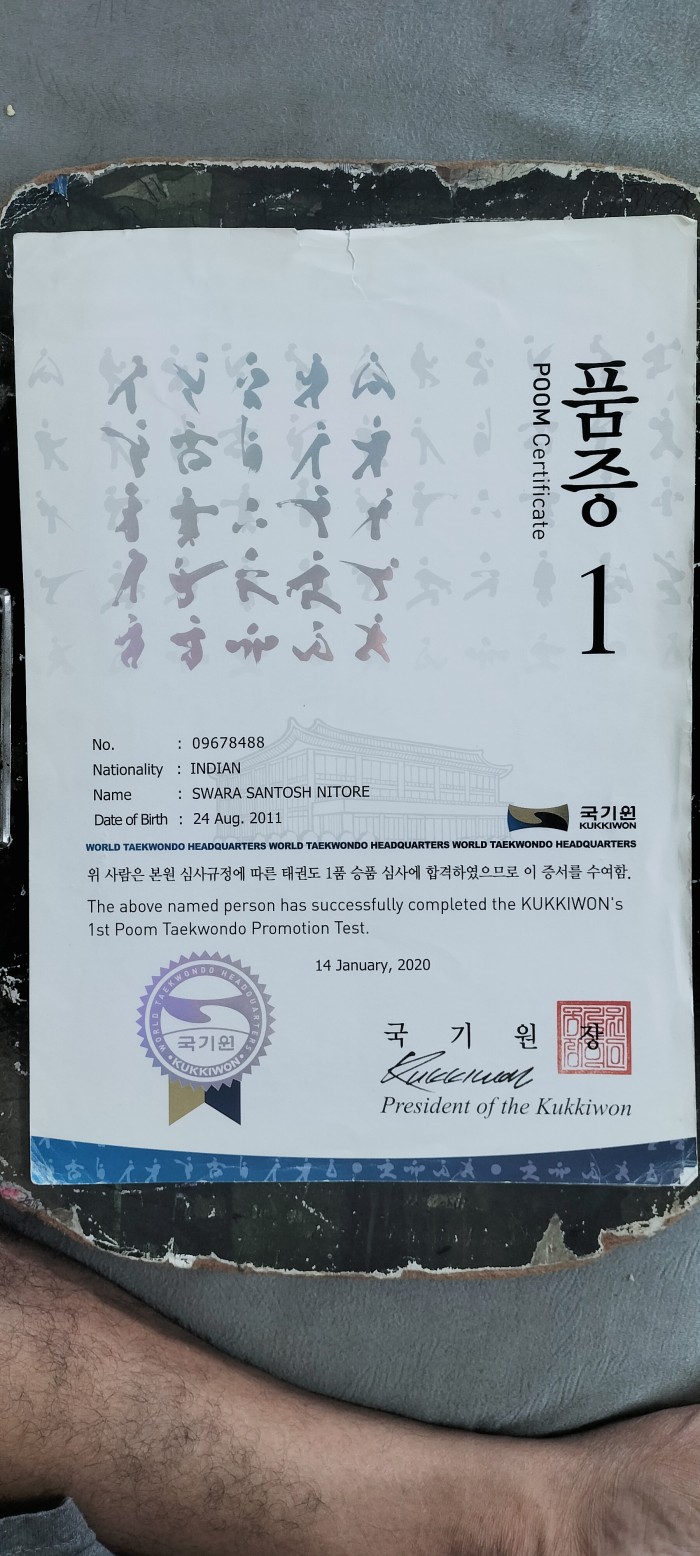 품증 1
POOM Certificate
No. : 09678488
Nationality : INDIAN
Name : SWARA SANTOSH NITORE
Date of Birth : 24 Aug. 2011
국기원
KUKKIWON
WORLD TAEKWONDO HEADQUARTERS WORLD TAEKWONDO HEADQUARTERS WORLD TAEKWONDO HEADQUARTERS
위 사람은 본원 심사규정에 따른 태권도 1품 승품 심사에 합격하였으므로 이 증서를 수여함.
The above named person has successfully completed the KUKKIWON's
1st Poom Taekwondo Promotion Test.
14 January, 2020
WORLD TAEKWONDO HEADQUARTERS
국기원
• KUKKIWON •
국 기 원 장
Kukkiwon
President of the Kukkiwon